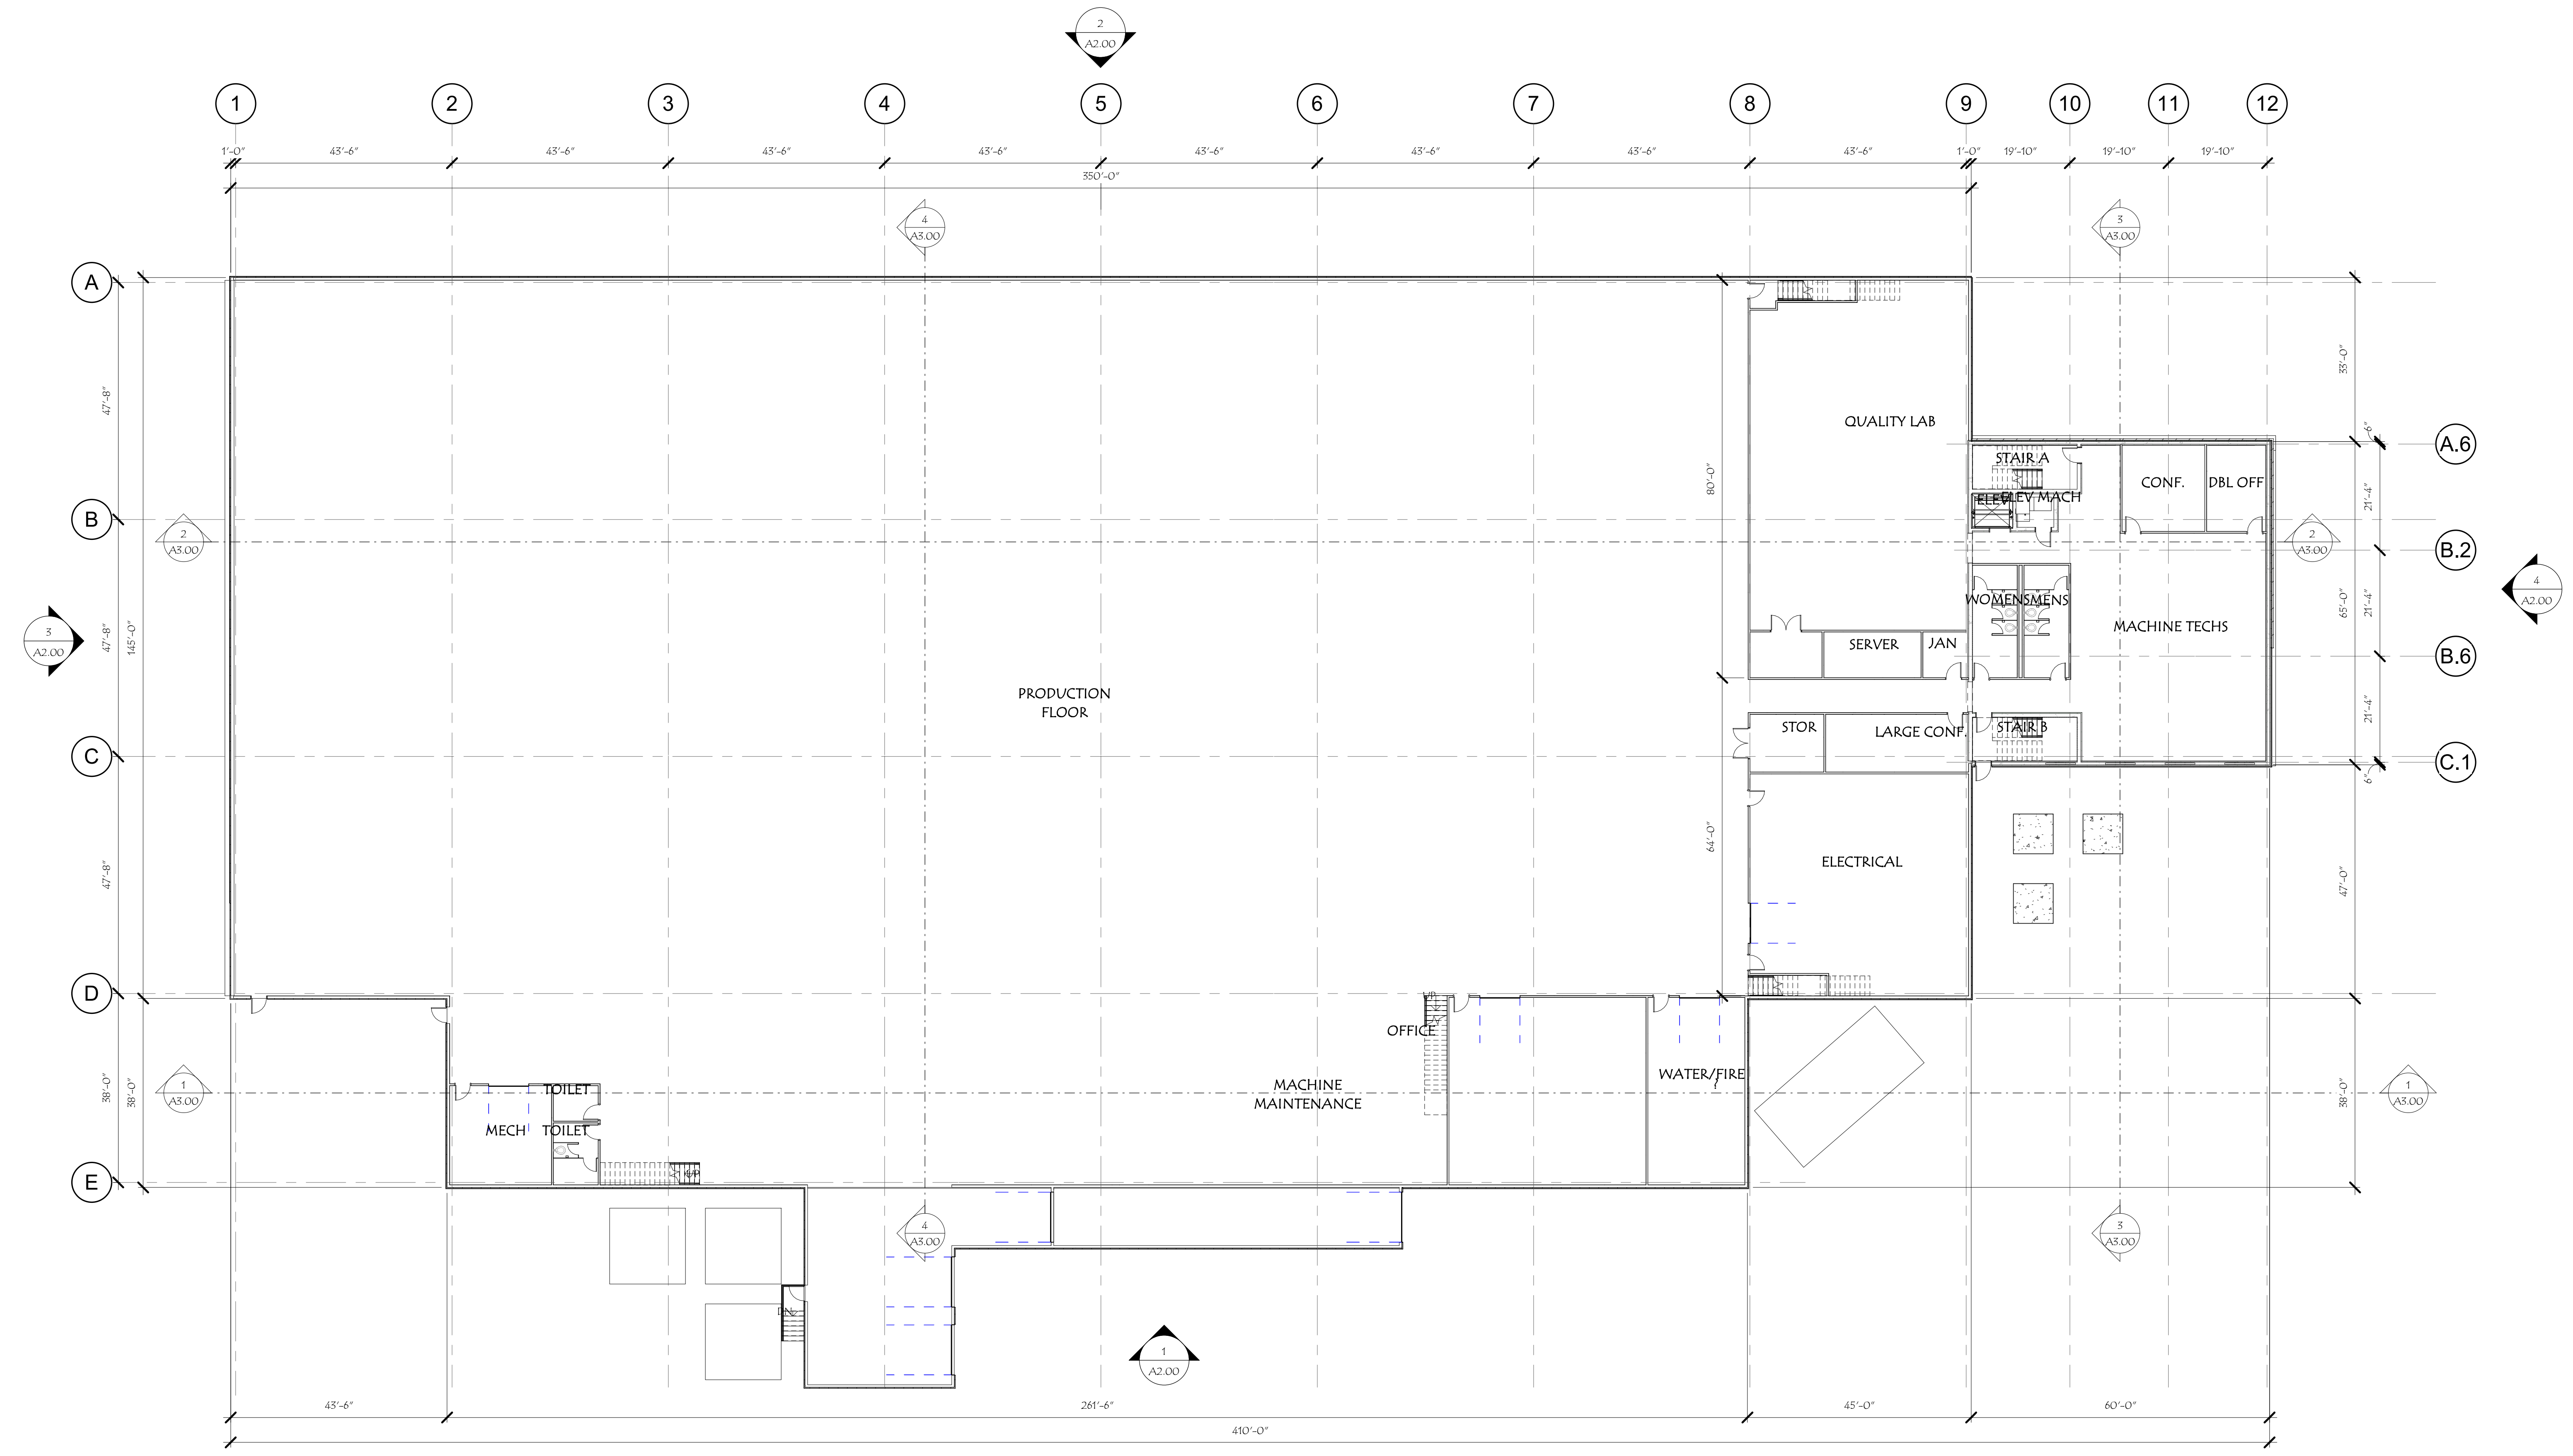 2
A2.00
1 2 3 4 5 6 7 8 9 10 11 12
1'-0" 43'-6" 43'-6" 43'-6" 43'-6" 43'-6" 43'-6" 43'-6" 43'-6" 1'-0" 19'-10" 19'-10" 19'-10"
350'-0"
4
A3.00
3
A3.00
A
33'-0"
47'-8"
QUALITY LAB
6"
A.6
STAIR A
80'-0"
CONF.
DBL OFF
ELEV
ELEV MACH
21'-4"
B
2
A3.00
2
A3.00
B.2
4
A2.00
WOMENS
MENS
21'-4"
65'-0"
MACHINE TECHS
3
A2.00
47'-8"
145'-0"
SERVER
JAN
B.6
PRODUCTION
FLOOR
21'-4"
STOR
LARGE CONF.
STAIR B
C
C.1
6"
64'-0"
ELECTRICAL
47'-8"
47'-0"
D
UP
OFFICE
WATER/FIRE
?
MACHINE
MAINTENANCE
TOILET
1
A3.00
38'-0"
38'-0"
38'-0"
1
A3.00
MECH
TOILET
UP
E
4
A3.00
3
A3.00
DN
1
A2.00
43'-6" 261'-6" 45'-0" 60'-0"
410'-0"